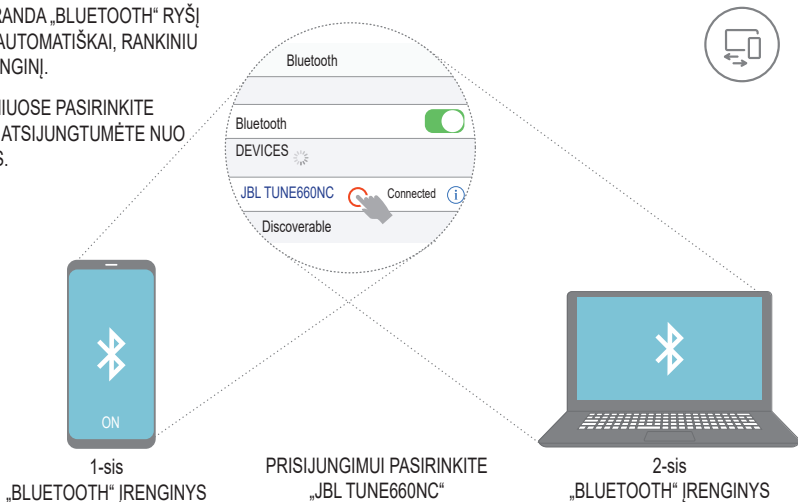 RANDA „BLUETOOTH“ RYŠĮ
AUTOMATIŠKAI, RANKINIU
ENGINĮ.
IUOSE PASIRINKITE
ATSIJUNGTUMĖTE NUO
S.
Bluetooth
Bluetooth
DEVICES
JBL TUNE660NC
Connected
Discoverable
ON
1-sis
„BLUETOOTH“ ĮRENGINYS
PRISIJUNGIMUI PASIRINKITE
„JBL TUNE660NC“
2-sis
„BLUETOOTH“ ĮRENGINYS